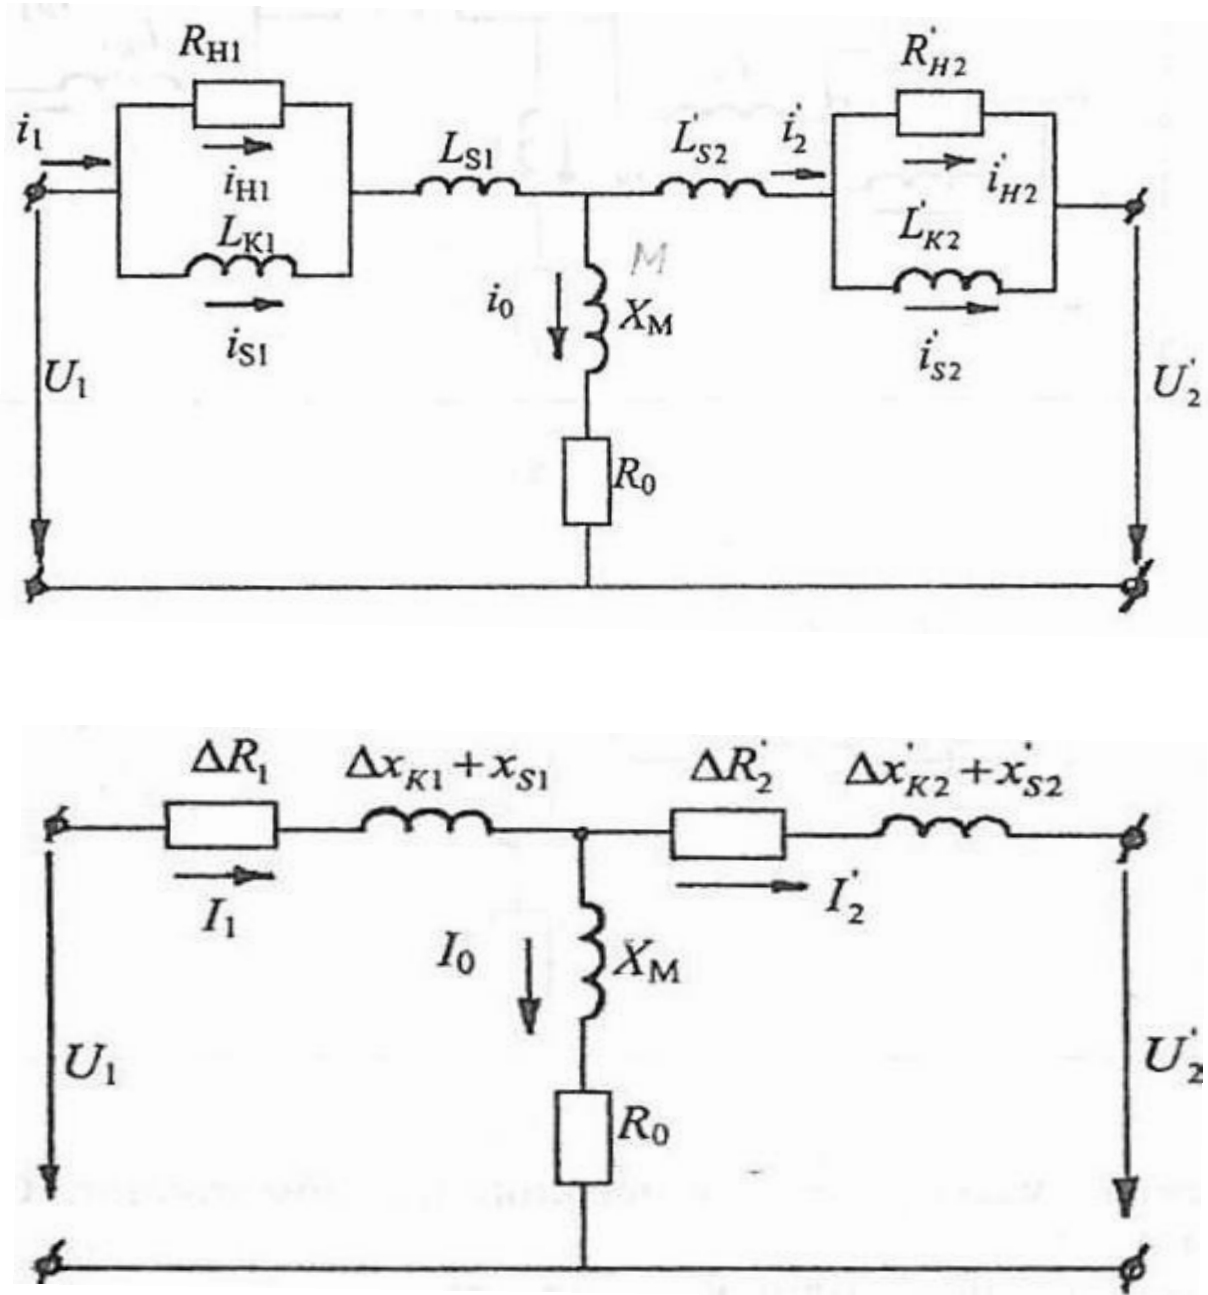 R_H1
R'_H2
i_1
L_S1
L'_S2
i'_2
i_H1
i'_H2
L_K1
L'_K2
M
i_0
X_M
i_S1
i'_S2
U_1
U'_2
R_0
ΔR_1
Δx_K1 + x_S1
ΔR'_2
Δx'_K2 + x'_S2
I_1
I'_2
I_0
X_M
U_1
U'_2
R_0